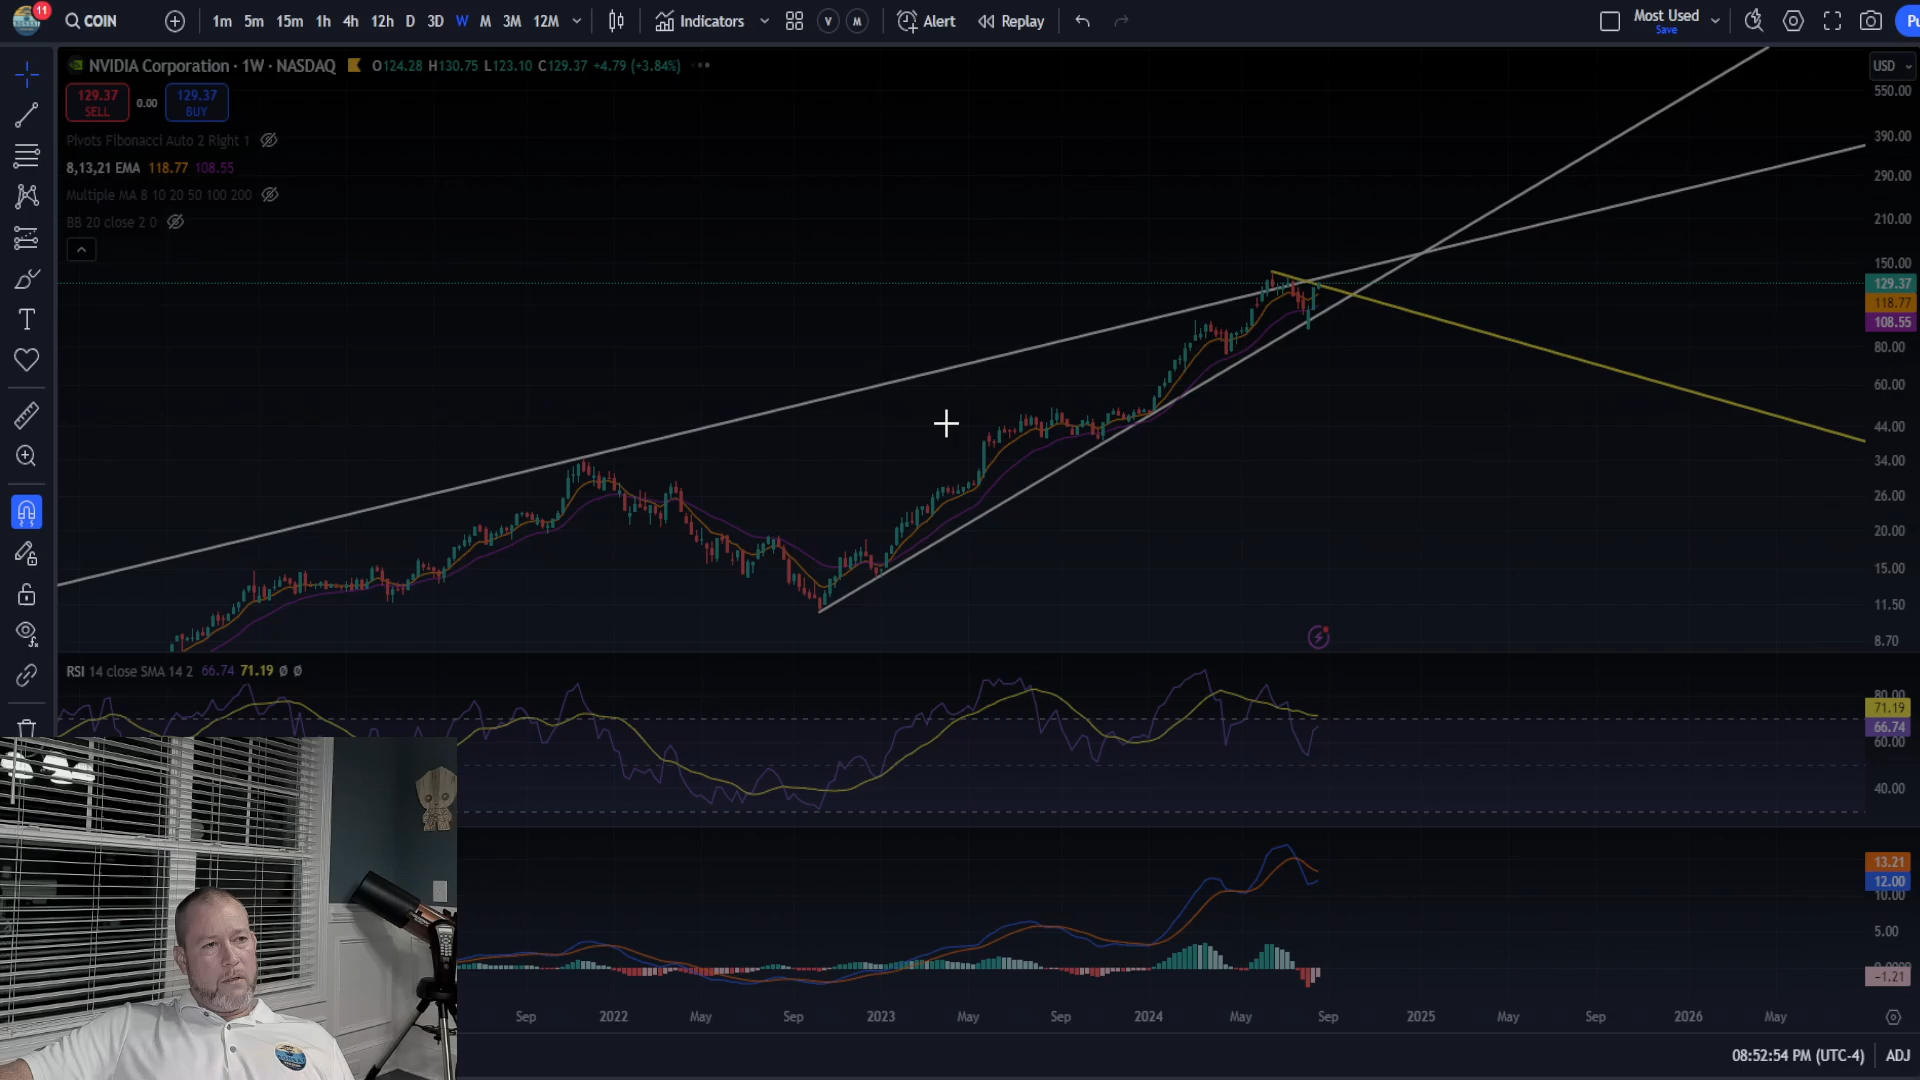 11
COIN
1m 5m 15m 1h 4h 12h D 3D W M 3M 12M
Indicators
V
M
Alert
Replay
Most Used
Save
Pu
NVIDIA Corporation · 1W · NASDAQ
O124.28 H130.75 L123.10 C129.37 +4.79 (+3.84%)
USD
129.37
SELL
0.00
129.37
BUY
Pivots Fibonacci Auto 2 Right 1
8,13,21 EMA 118.77 108.55
Multiple MA 8 10 20 50 100 200
BB 20 close 2 0
550.00
390.00
290.00
210.00
150.00
129.37
118.77
108.55
80.00
60.00
44.00
34.00
26.00
20.00
15.00
11.50
8.70
RSI 14 close SMA 14 2 66.74 71.19 Ø Ø
80.00
71.19
66.74
60.00
40.00
13.21
12.00
10.00
5.00
0.0000
−1.21
Sep 2022 May Sep 2023 May Sep 2024 May Sep 2025 May Sep 2026 May
08:52:54 PM (UTC-4) ADJ